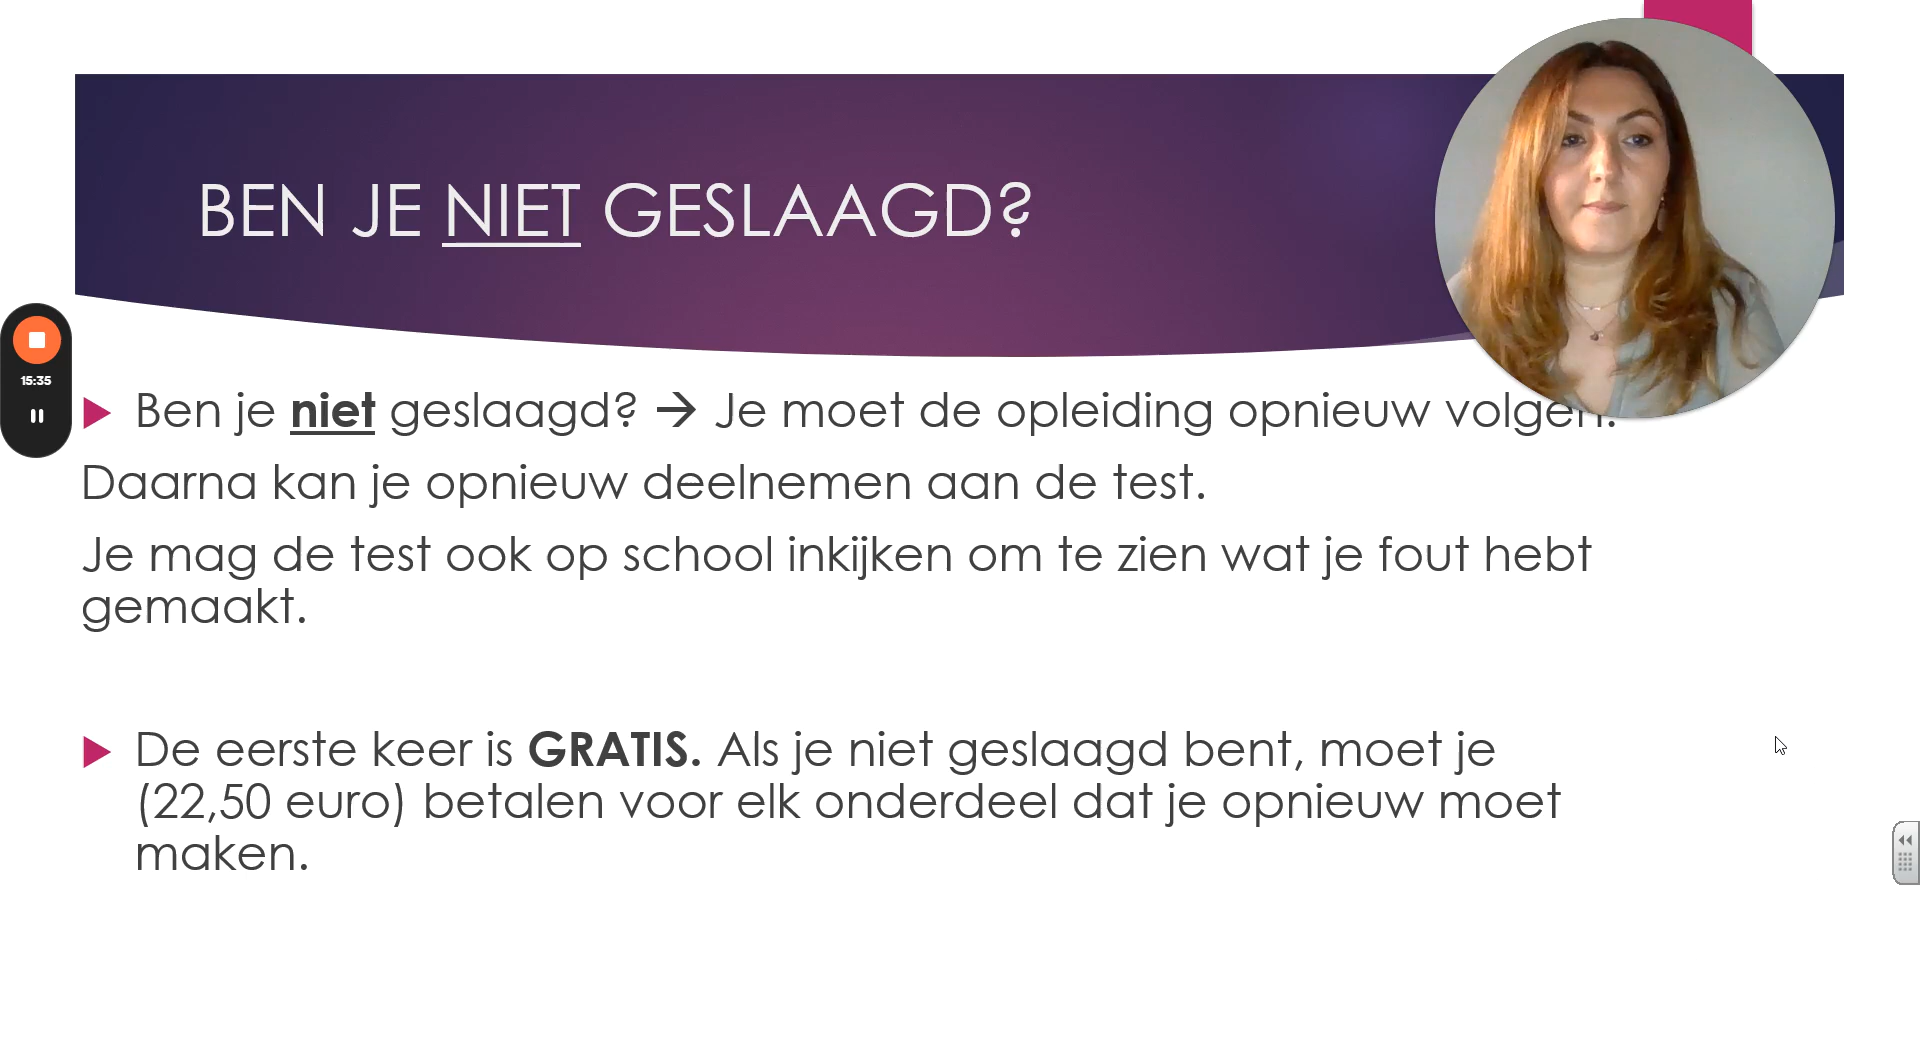 BEN JE NIET GESLAAGD?
15:35
Ben je niet geslaagd? → Je moet de opleiding opnieuw volgen.
Daarna kan je opnieuw deelnemen aan de test.
Je mag de test ook op school inkijken om te zien wat je fout hebt
gemaakt.
De eerste keer is GRATIS. Als je niet geslaagd bent, moet je
(22,50 euro) betalen voor elk onderdeel dat je opnieuw moet
maken.